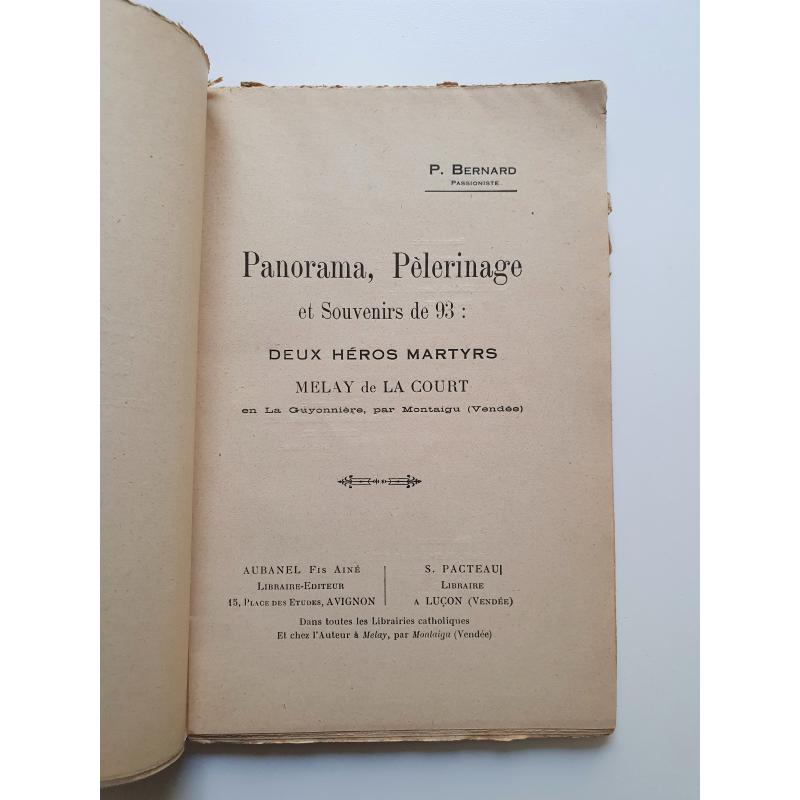 P. BERNARD
PASSIONISTE
Panorama, Pèlerinage
et Souvenirs de 93 :
DEUX HÉROS MARTYRS
MELAY de LA COURT
en La Guyonnière, par Montaigu (Vendée)
AUBANEL FIS AINÉ
LIBRAIRE-EDITEUR
15, PLACE DES ETUDES, AVIGNON
S. PACTEAU
LIBRAIRE
A LUÇON (VENDÉE)
Dans toutes les Librairies catholiques
Et chez l'Auteur à Melay, par Montaigu (Vendée)